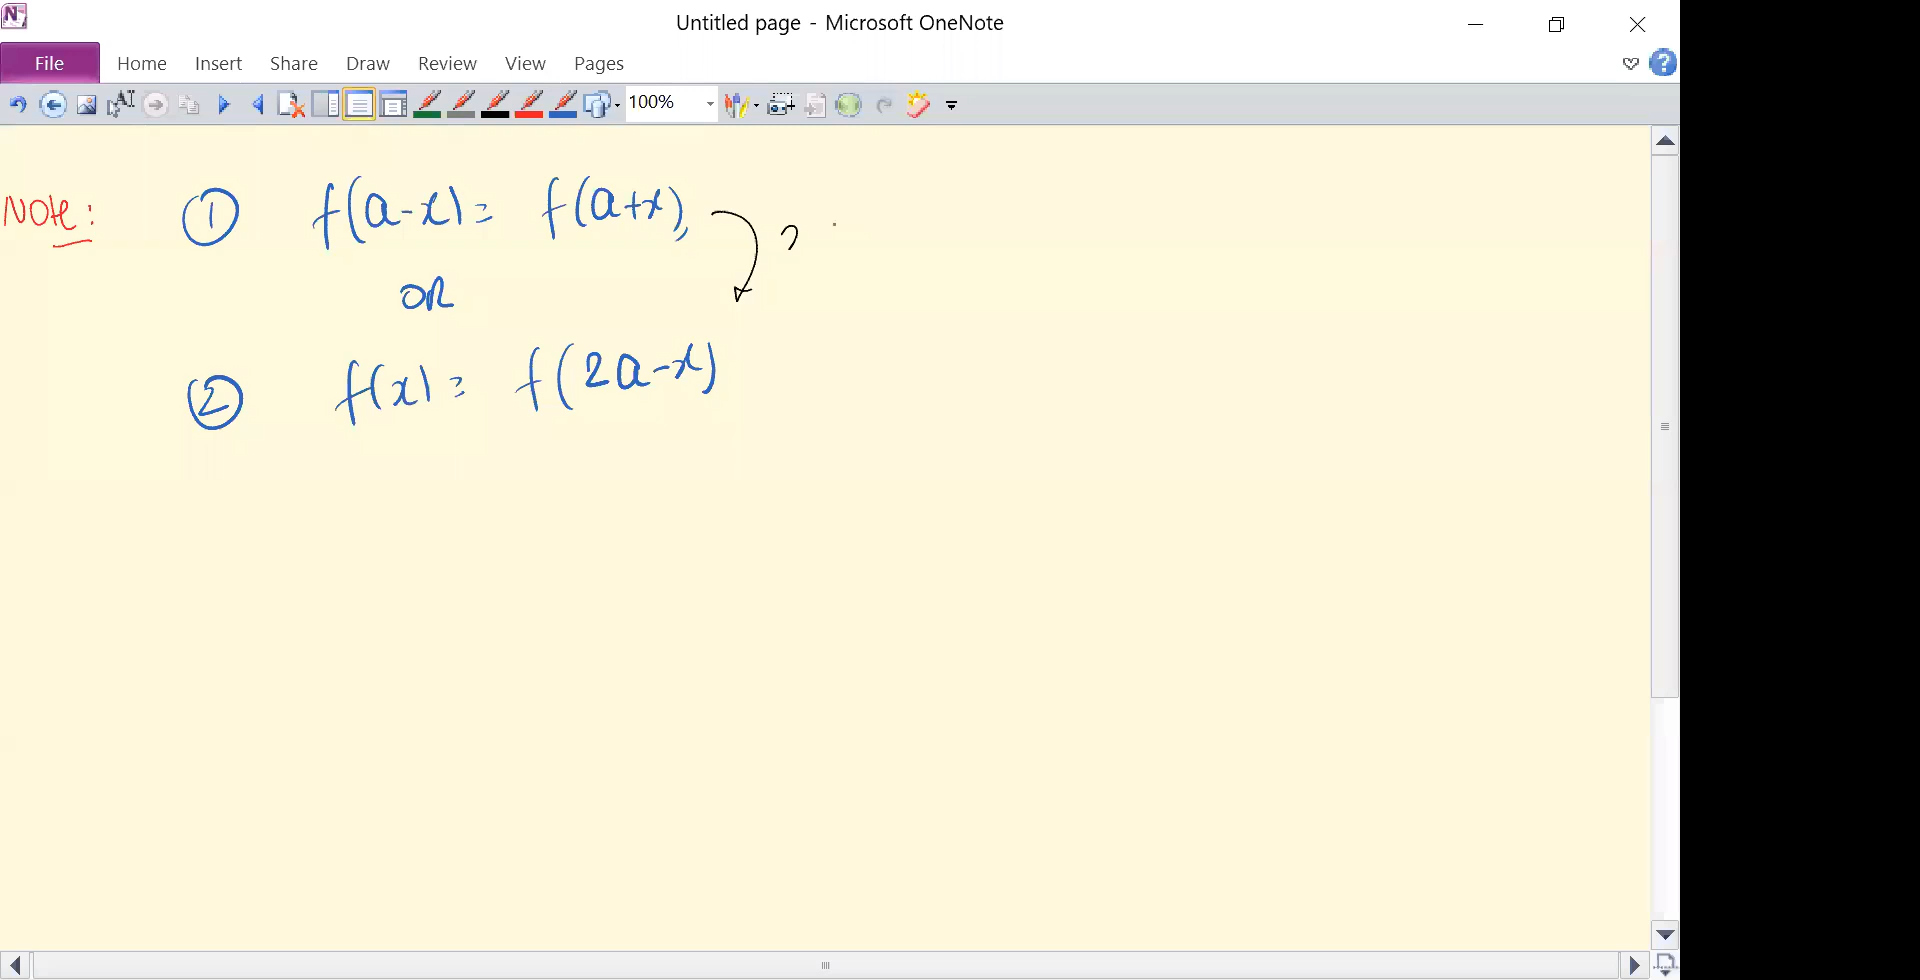 Untitled page - Microsoft OneNote
File Home Insert Share Draw Review View Pages
100%
Note: ① f(a-x) = f(a+x),
?
OR
② f(x) = f(2a-x)